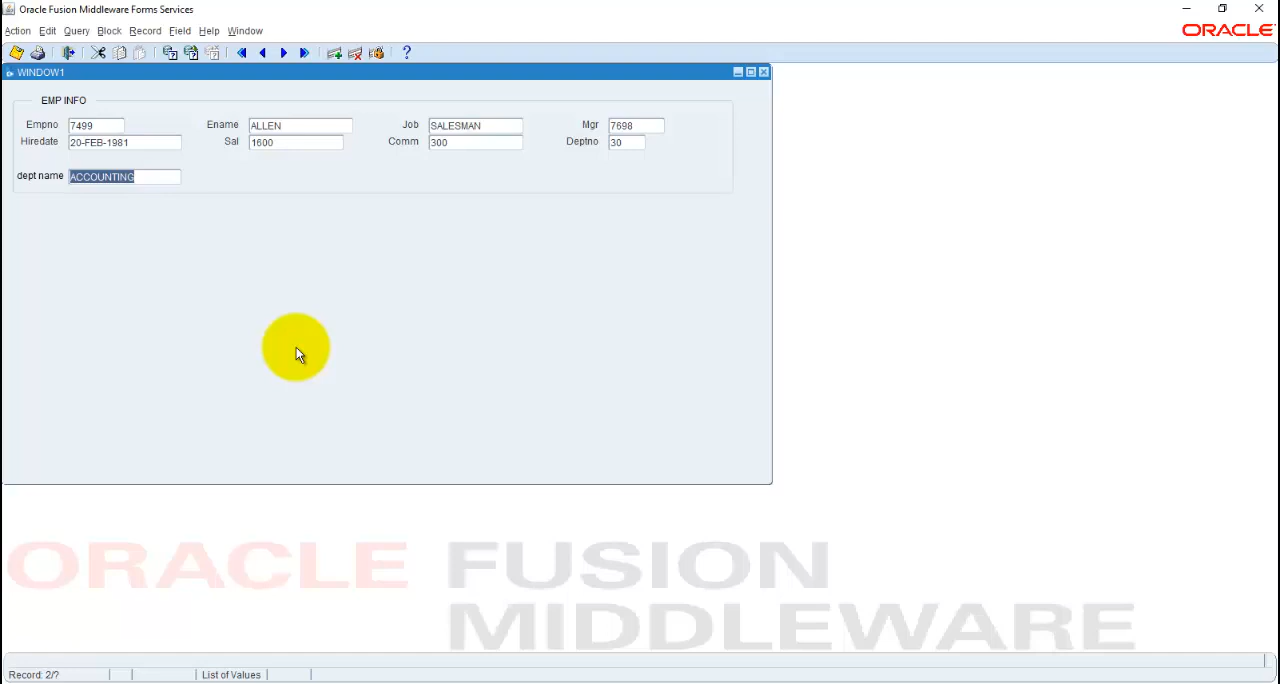 Oracle Fusion Middleware Forms Services
Action Edit Query Block Record Field Help Window
ORACLE
?
WINDOW1
EMP INFO
Empno 7499 Ename ALLEN Job SALESMAN Mgr 7698
Hiredate 20-FEB-1981 Sal 1600 Comm 300 Deptno 30
dept name ACCOUNTING
ORACLE FUSION
MIDDLEWARE
Record: 2/? List of Values